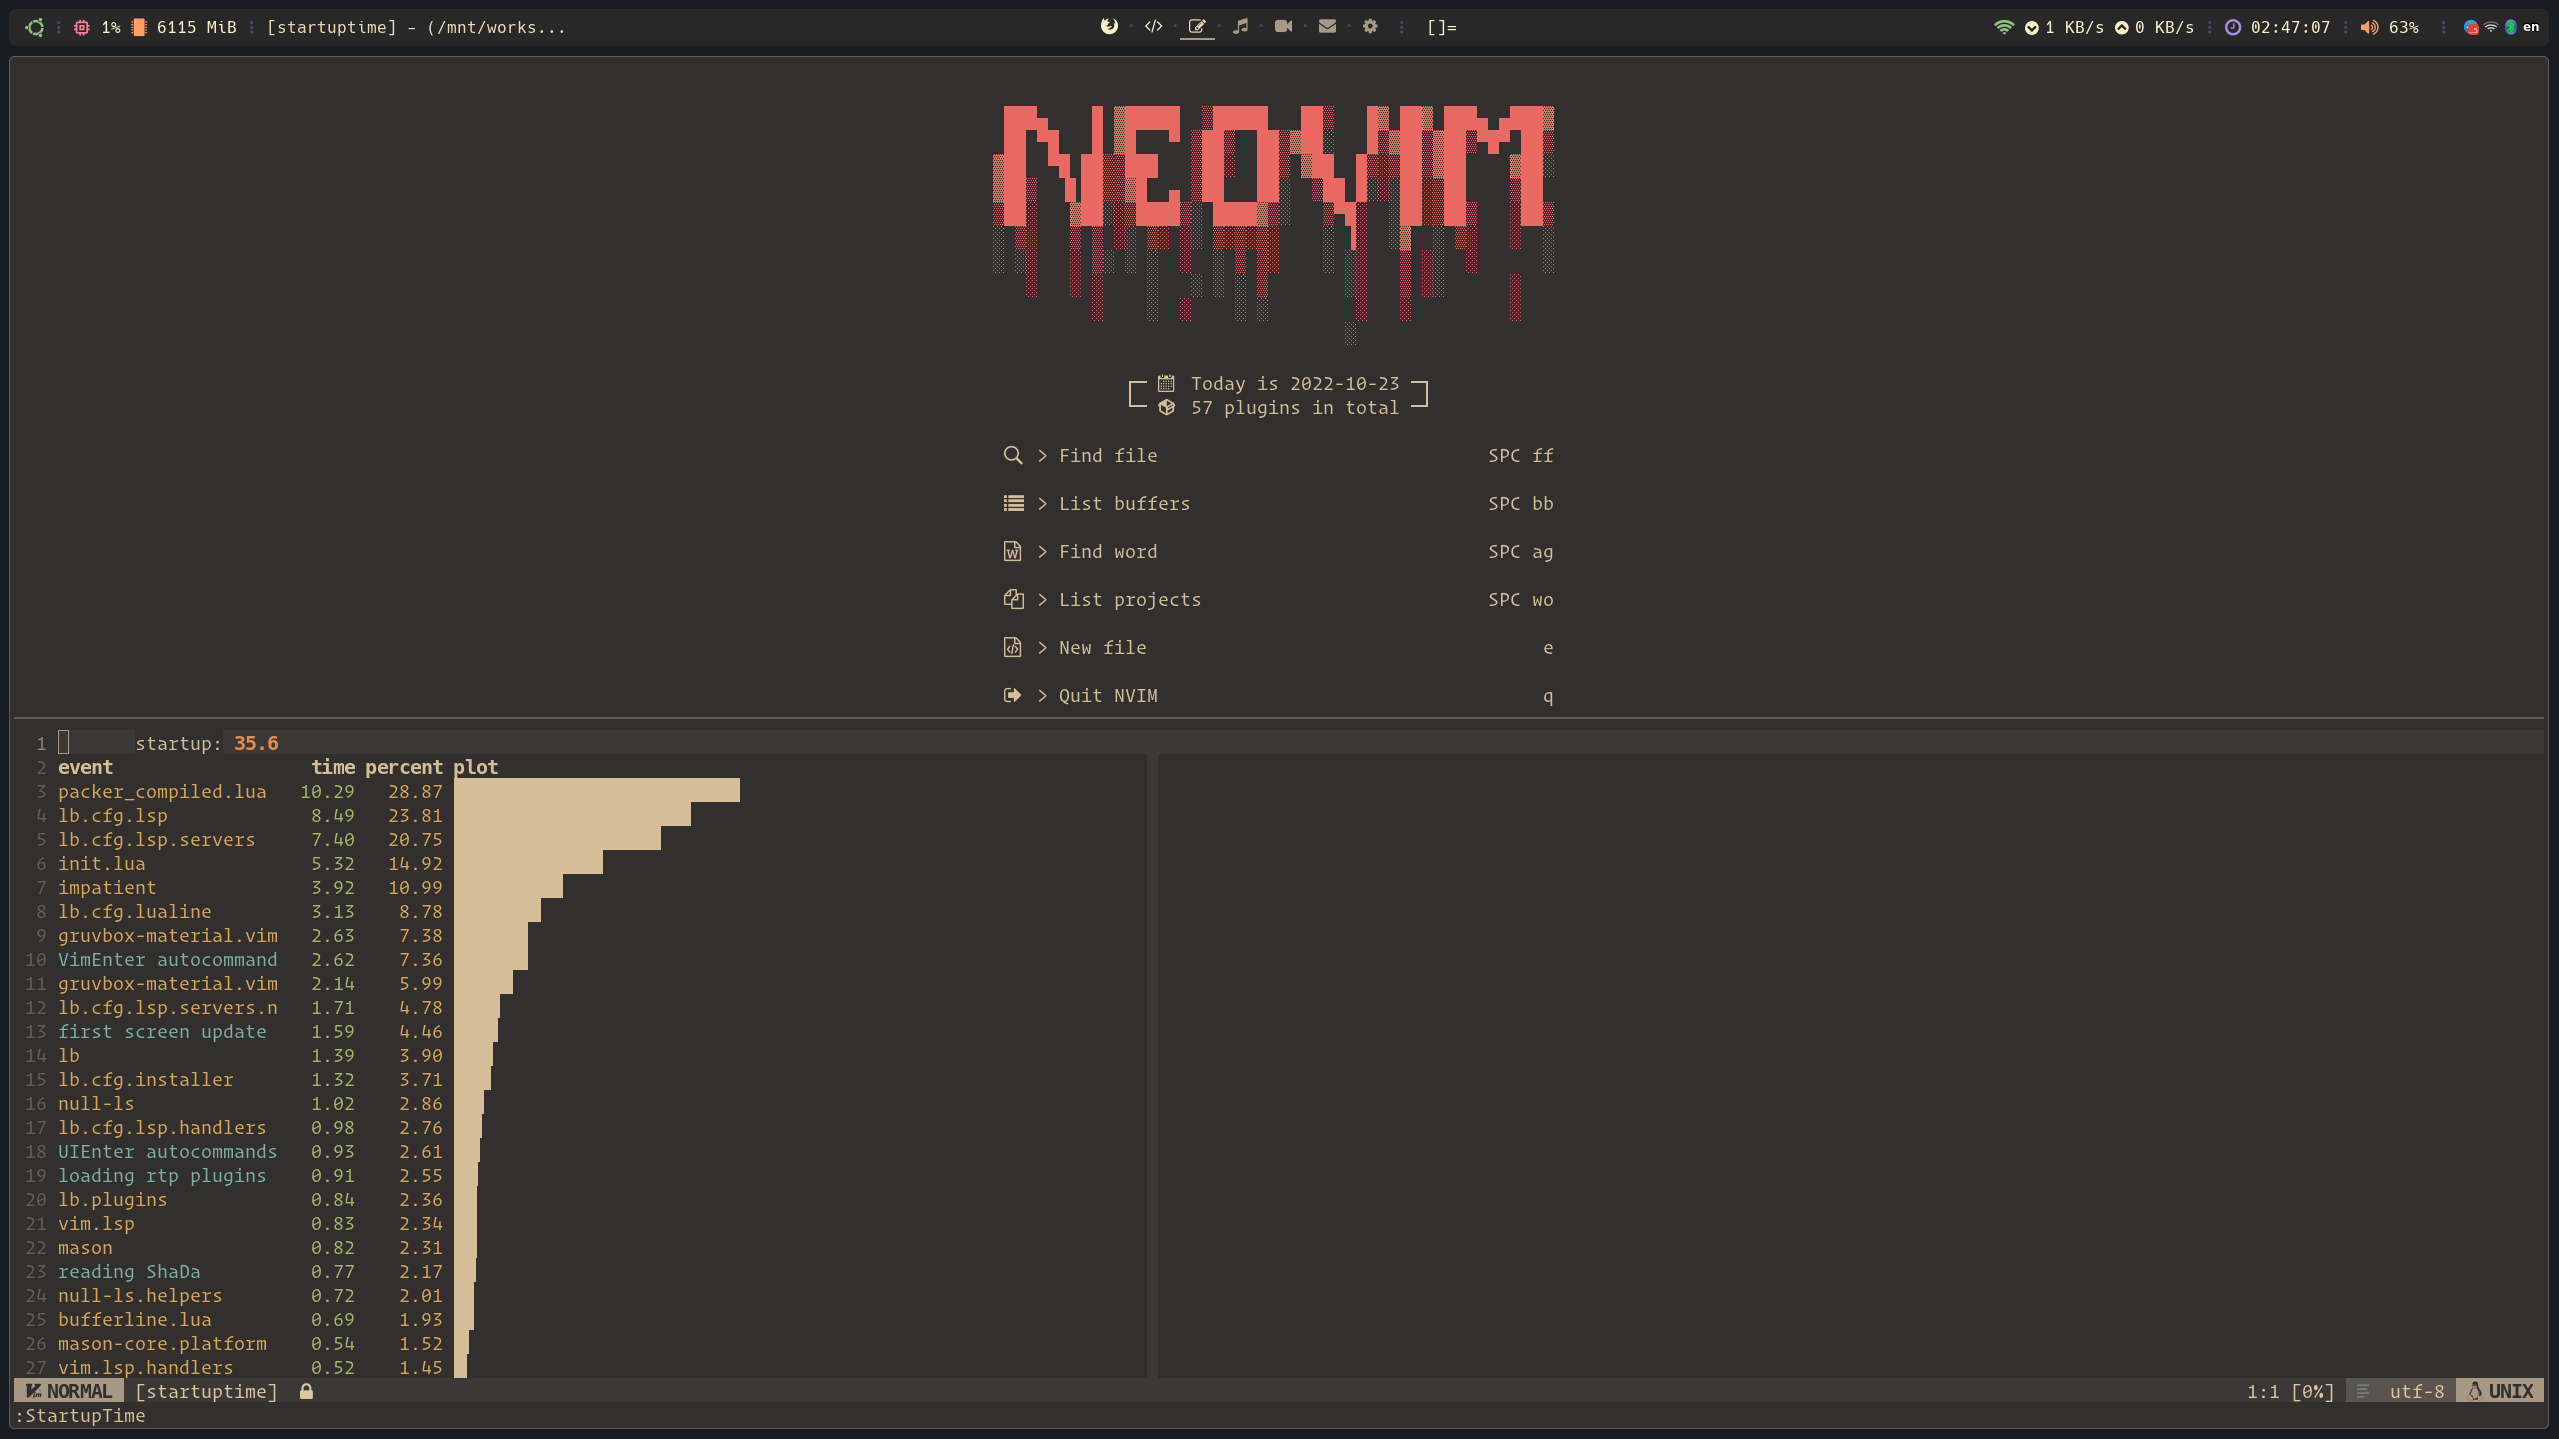 1% 6115 MiB [startuptime] – (/mnt/works... []= 1 KB/s 0 KB/s 02:47:07 63% en
NEOVIM
Today is 2022-10-23
57 plugins in total
> Find file SPC ff
> List buffers SPC bb
> Find word SPC ag
> List projects SPC wo
> New file e
> Quit NVIM q
1 startup: 35.6
2 event time percent plot
3 packer_compiled.lua 10.29 28.87
4 lb.cfg.lsp 8.49 23.81
5 lb.cfg.lsp.servers 7.40 20.75
6 init.lua 5.32 14.92
7 impatient 3.92 10.99
8 lb.cfg.lualine 3.13 8.78
9 gruvbox-material.vim 2.63 7.38
10 VimEnter autocommand 2.62 7.36
11 gruvbox-material.vim 2.14 5.99
12 lb.cfg.lsp.servers.n 1.71 4.78
13 first screen update 1.59 4.46
14 lb 1.39 3.90
15 lb.cfg.installer 1.32 3.71
16 null-ls 1.02 2.86
17 lb.cfg.lsp.handlers 0.98 2.76
18 UIEnter autocommands 0.93 2.61
19 loading rtp plugins 0.91 2.55
20 lb.plugins 0.84 2.36
21 vim.lsp 0.83 2.34
22 mason 0.82 2.31
23 reading ShaDa 0.77 2.17
24 null-ls.helpers 0.72 2.01
25 bufferline.lua 0.69 1.93
26 mason-core.platform 0.54 1.52
27 vim.lsp.handlers 0.52 1.45
NORMAL [startuptime] 1:1 [0%] utf-8 UNIX
:StartupTime